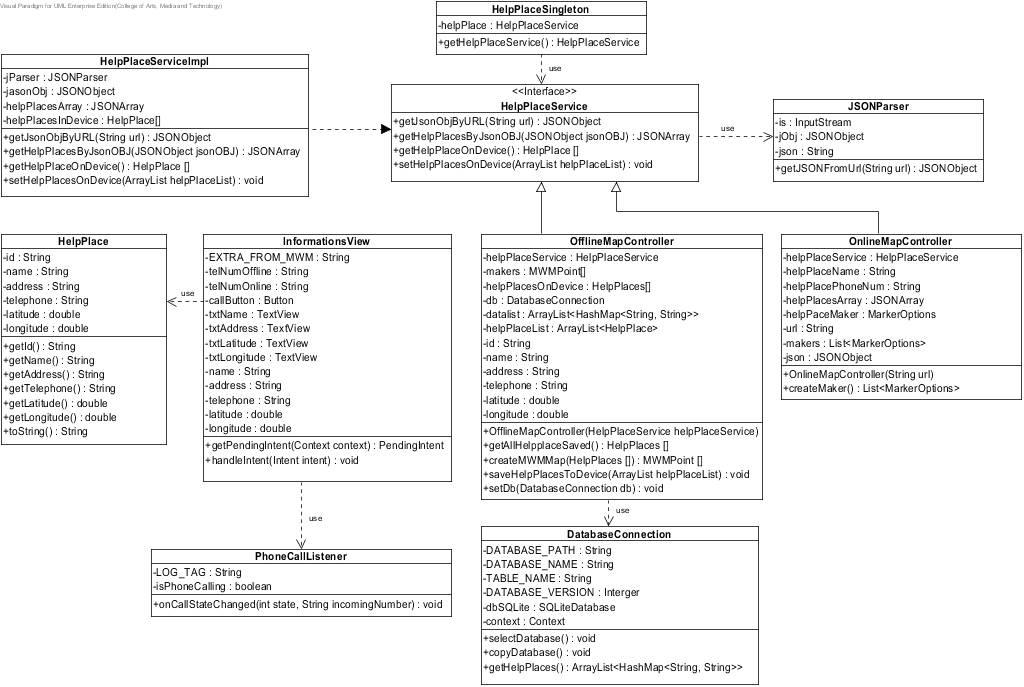 Visual Paradigm for UML Enterprise Edition(College of Arts, Media and Technology)
HelpPlaceSingleton
-helpPlace : HelpPlaceService
+getHelpPlaceService() : HelpPlaceService
use
HelpPlaceServiceImpl
-jParser : JSONParser
-jasonObj : JSONObject
-helpPlacesArray : JSONArray
-helpPlacesInDevice : HelpPlace[]
+getJsonObjByURL(String url) : JSONObject
+getHelpPlacesByJsonOBJ(JSONObject jsonOBJ) : JSONArray
+getHelpPlaceOnDevice() : HelpPlace []
+setHelpPlacesOnDevice(ArrayList helpPlaceList) : void
<<Interface>>
HelpPlaceService
+getJsonObjByURL(String url) : JSONObject
+getHelpPlacesByJsonOBJ(JSONObject jsonOBJ) : JSONArray
+getHelpPlaceOnDevice() : HelpPlace []
+setHelpPlacesOnDevice(ArrayList helpPlaceList) : void
use
JSONParser
-is : InputStream
-jObj : JSONObject
-json : String
+getJSONFromUrl(String url) : JSONObject
HelpPlace
-id : String
-name : String
-address : String
-telephone : String
-latitude : double
-longitude : double
+getId() : String
+getName() : String
+getAddress() : String
+getTelephone() : String
+getLatitude() : double
+getLongitude() : double
+toString() : String
use
InformationsView
-EXTRA_FROM_MWM : String
-telNumOffline : String
-telNumOnline : String
-callButton : Button
-txtName : TextView
-txtAddress : TextView
-txtLatitude : TextView
-txtLongitude : TextView
-name : String
-address : String
-telephone : String
-latitude : double
-longitude : double
+getPendingIntent(Context context) : PendingIntent
+handleIntent(Intent intent) : void
use
OfflineMapController
-helpPlaceService : HelpPlaceService
-makers : MWMPoint[]
-helpPlacesOnDevice : HelpPlaces[]
-db : DatabaseConnection
-datalist : ArrayList<HashMap<String, String>>
-helpPlaceList : ArrayList<HelpPlace>
-id : String
-name : String
-address : String
-telephone : String
-latitude : double
-longitude : double
+OfflineMapController(HelpPlaceService helpPlaceService)
+getAllHelpplaceSaved() : HelpPlaces []
+createMWMMap(HelpPlaces []) : MWMPoint []
+saveHelpPlacesToDevice(ArrayList helpPlaceList) : void
+setDb(DatabaseConnection db) : void
use
OnlineMapController
-helpPlaceService : HelpPlaceService
-helpPlaceName : String
-helpPlacePhoneNum : String
-helpPlacesArray : JSONArray
-helpPaceMaker : MarkerOptions
-url : String
-makers : List<MarkerOptions>
-json : JSONObject
+OnlineMapController(String url)
+createMaker() : List<MarkerOptions>
PhoneCallListener
-LOG_TAG : String
-isPhoneCalling : boolean
+onCallStateChanged(int state, String incomingNumber) : void
DatabaseConnection
-DATABASE_PATH : String
-DATABASE_NAME : String
-TABLE_NAME : String
-DATABASE_VERSION : Interger
-dbSQLite : SQLiteDatabase
-context : Context
+selectDatabase() : void
+copyDatabase() : void
+getHelpPlaces() : ArrayList<HashMap<String, String>>